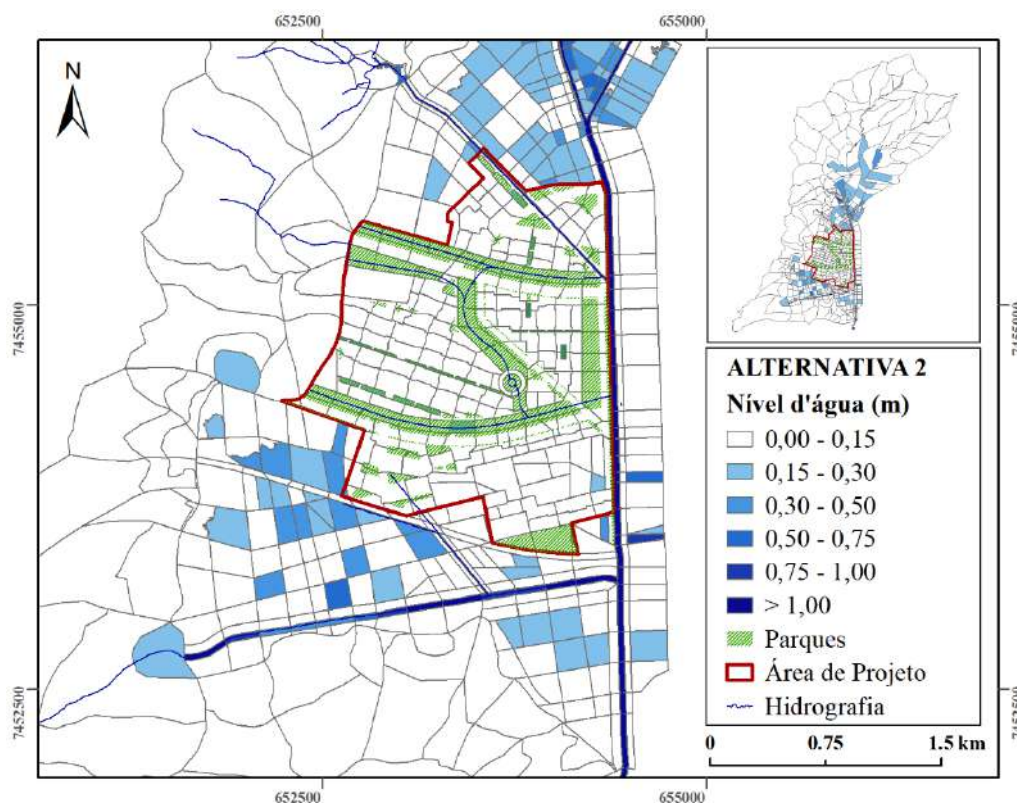 652500
655000
N
7455000
7455000
ALTERNATIVA 2
Nível d'água (m)
0,00 - 0,15
0,15 - 0,30
0,30 - 0,50
0,50 - 0,75
0,75 - 1,00
> 1,00
Parques
Área de Projeto
Hidrografia
7452500
7452500
0
0.75
1.5 km
652500
655000